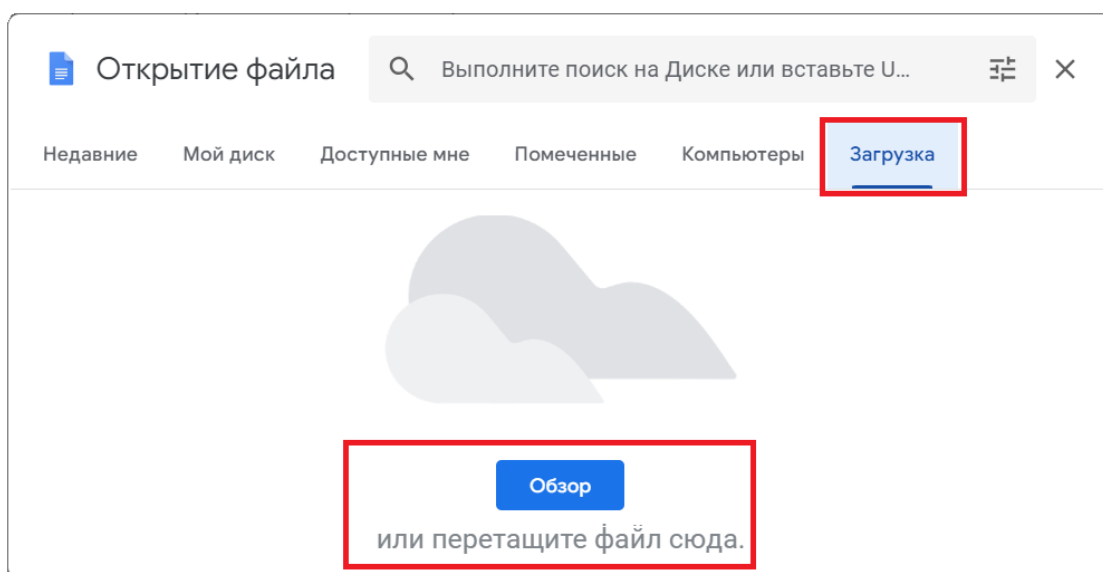 Открытие файла
Выполните поиск на Диске или вставьте U...
Недавние Мой диск Доступные мне Помеченные Компьютеры Загрузка
Обзор
или перетащите файл сюда.